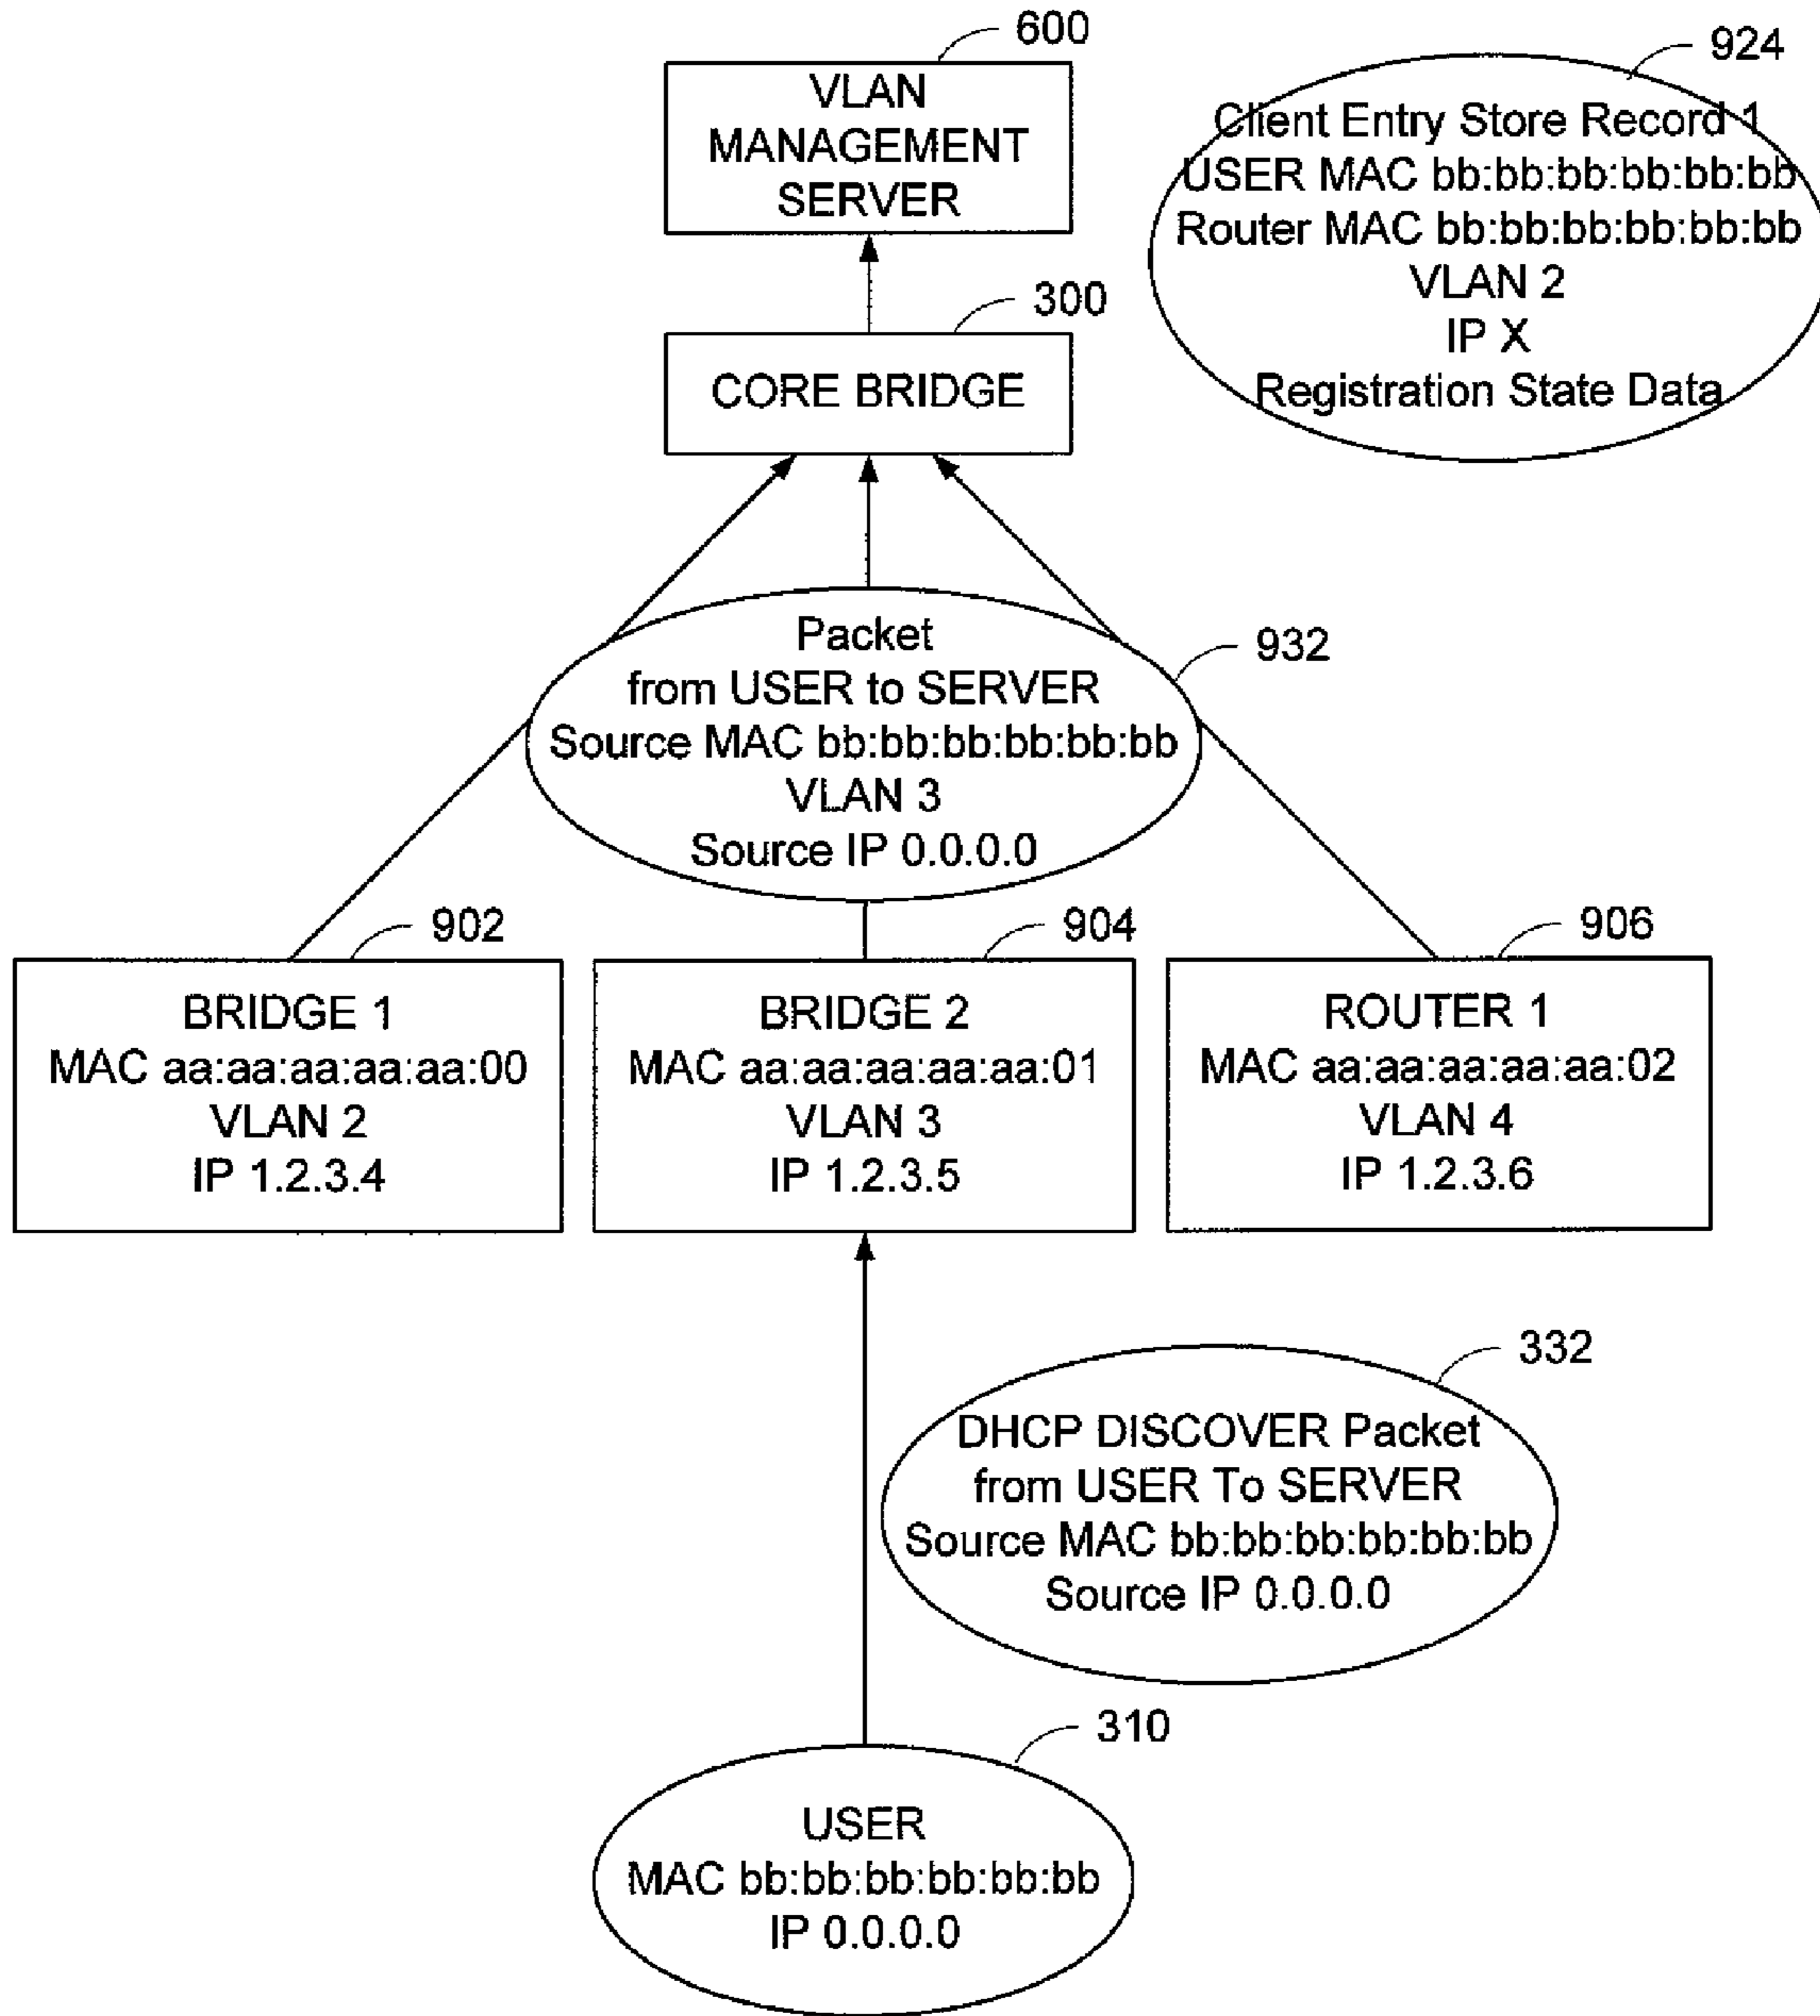 600
VLAN
MANAGEMENT
SERVER
924
Client Entry Store Record 1
USER MAC bb:bb:bb:bb:bb:bb
Router MAC bb:bb:bb:bb:bb:bb
VLAN 2
IP X
Registration State Data
300
CORE BRIDGE
932
Packet
from USER to SERVER
Source MAC bb:bb:bb:bb:bb:bb
VLAN 3
Source IP 0.0.0.0
902
BRIDGE 1
MAC aa:aa:aa:aa:aa:00
VLAN 2
IP 1.2.3.4
904
BRIDGE 2
MAC aa:aa:aa:aa:aa:01
VLAN 3
IP 1.2.3.5
906
ROUTER 1
MAC aa:aa:aa:aa:aa:02
VLAN 4
IP 1.2.3.6
332
DHCP DISCOVER Packet
from USER To SERVER
Source MAC bb:bb:bb:bb:bb:bb
Source IP 0.0.0.0
310
USER
MAC bb:bb:bb:bb:bb:bb
IP 0.0.0.0